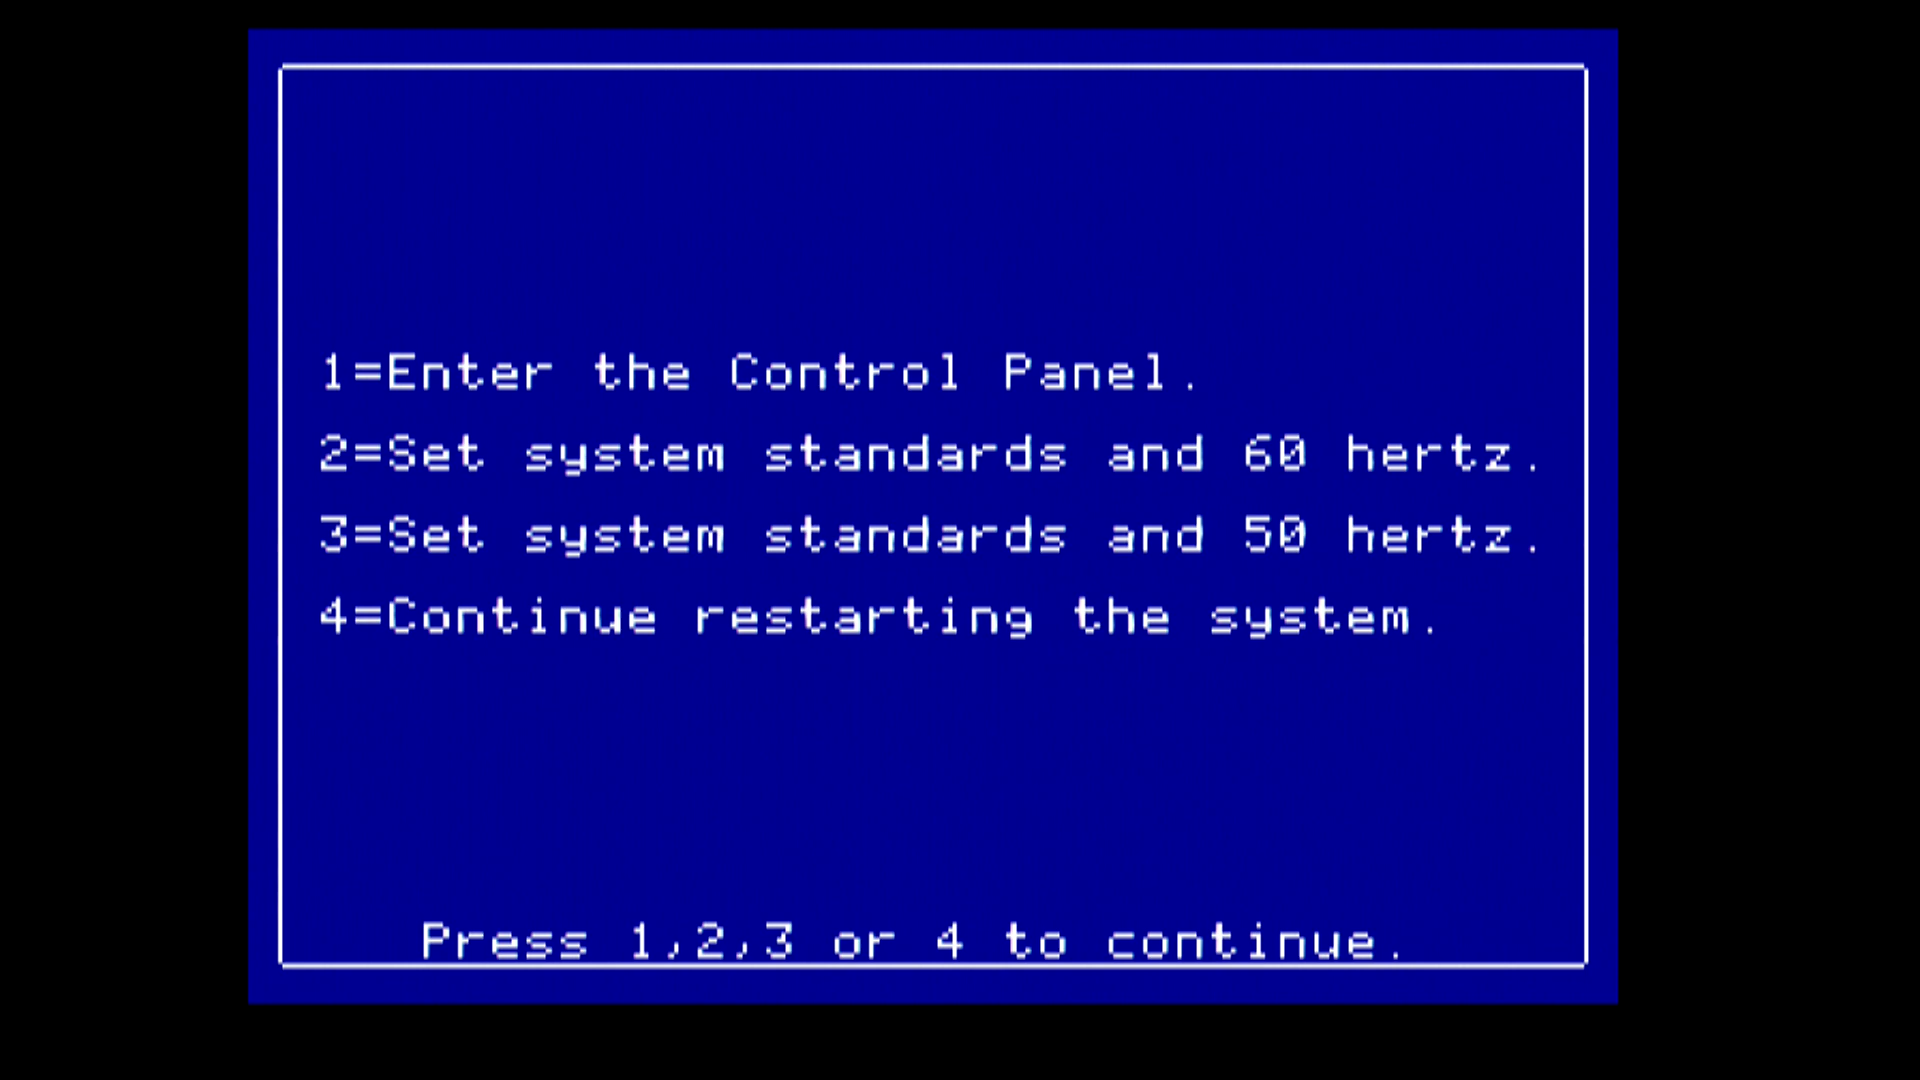 1=Enter the Control Panel.
2=Set system standards and 60 hertz.
3=Set system standards and 50 hertz.
4=Continue restarting the system.
Press 1,2,3 or 4 to continue.